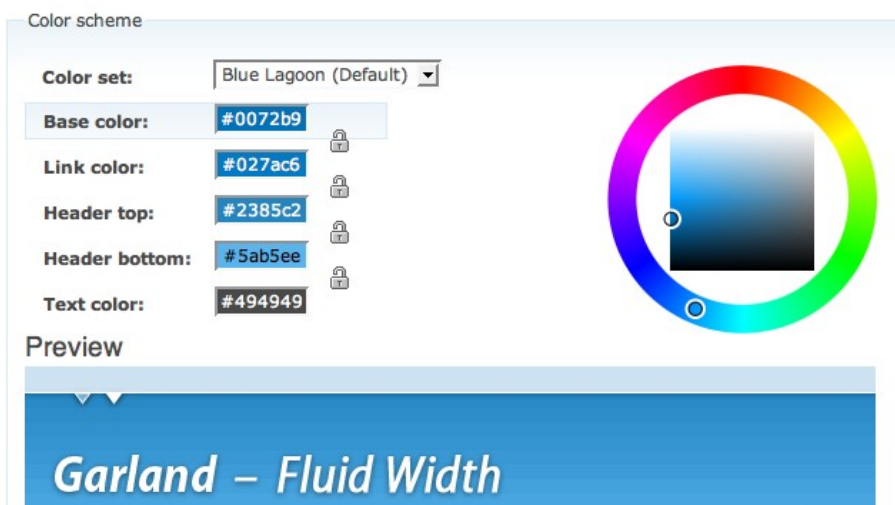 Color scheme
Color set: Blue Lagoon (Default)
Base color: #0072b9
Link color: #027ac6
Header top: #2385c2
Header bottom: #5ab5ee
Text color: #494949
Preview
Garland – Fluid Width